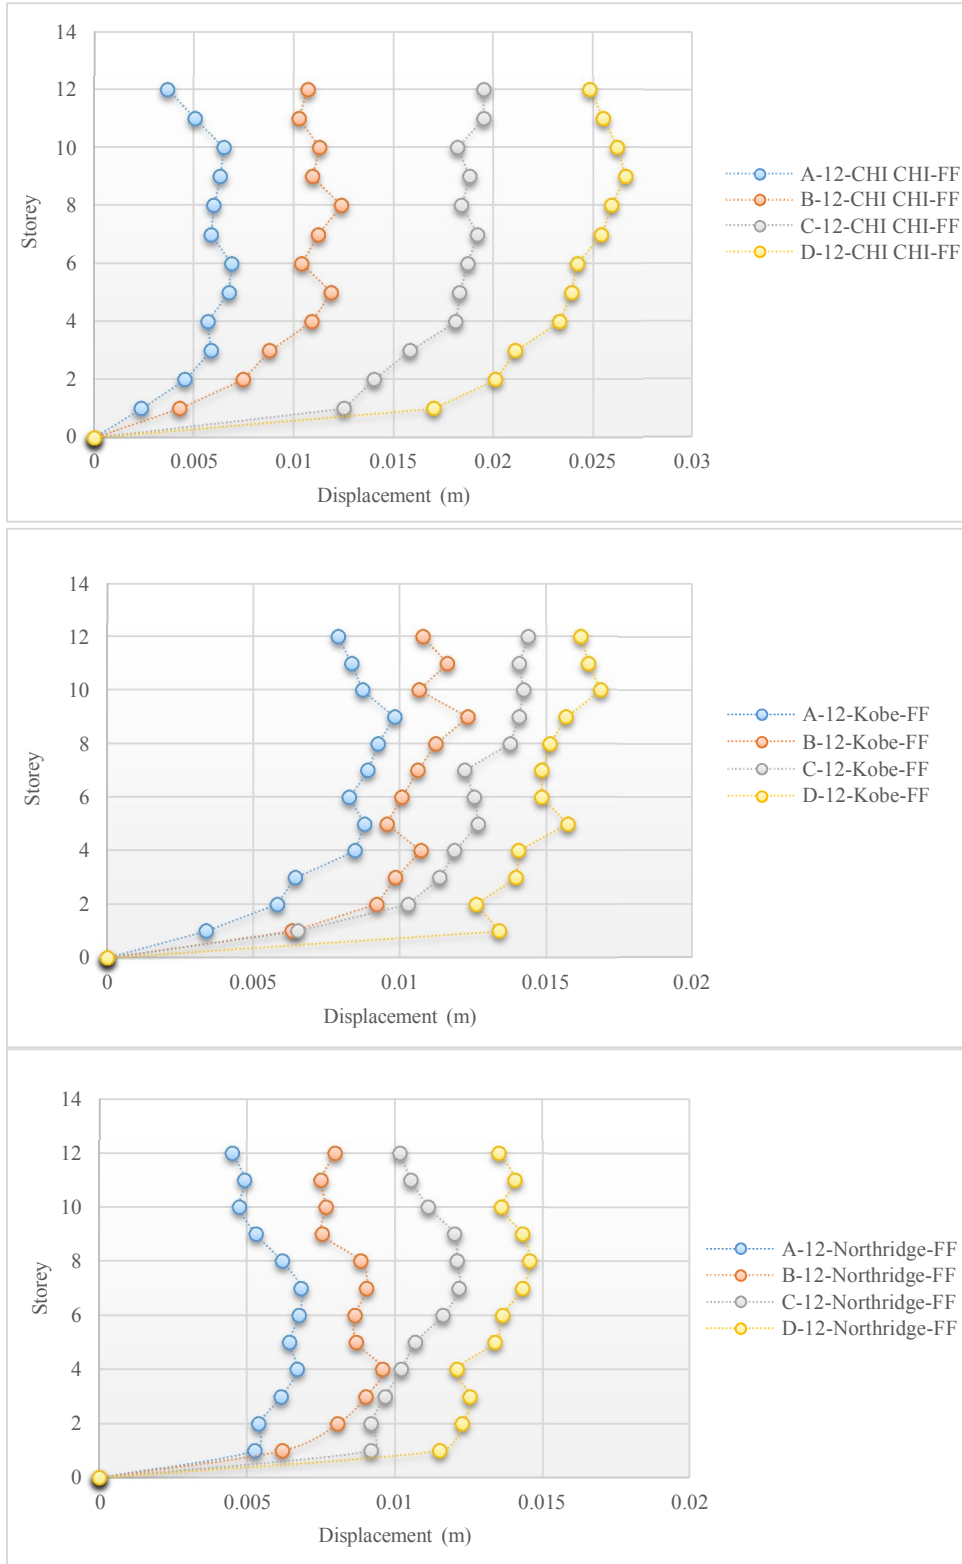 14
12
10
8
6
4
2
0
Storey
0 0.005 0.01 0.015 0.02 0.025 0.03
Displacement (m)
A-12-CHI CHI-FF
B-12-CHI CHI-FF
C-12-CHI CHI-FF
D-12-CHI CHI-FF
14
12
10
8
6
4
2
0
Storey
0 0.005 0.01 0.015 0.02
Displacement (m)
A-12-Kobe-FF
B-12-Kobe-FF
C-12-Kobe-FF
D-12-Kobe-FF
14
12
10
8
6
4
2
0
Storey
0 0.005 0.01 0.015 0.02
Displacement (m)
A-12-Northridge-FF
B-12-Northridge-FF
C-12-Northridge-FF
D-12-Northridge-FF